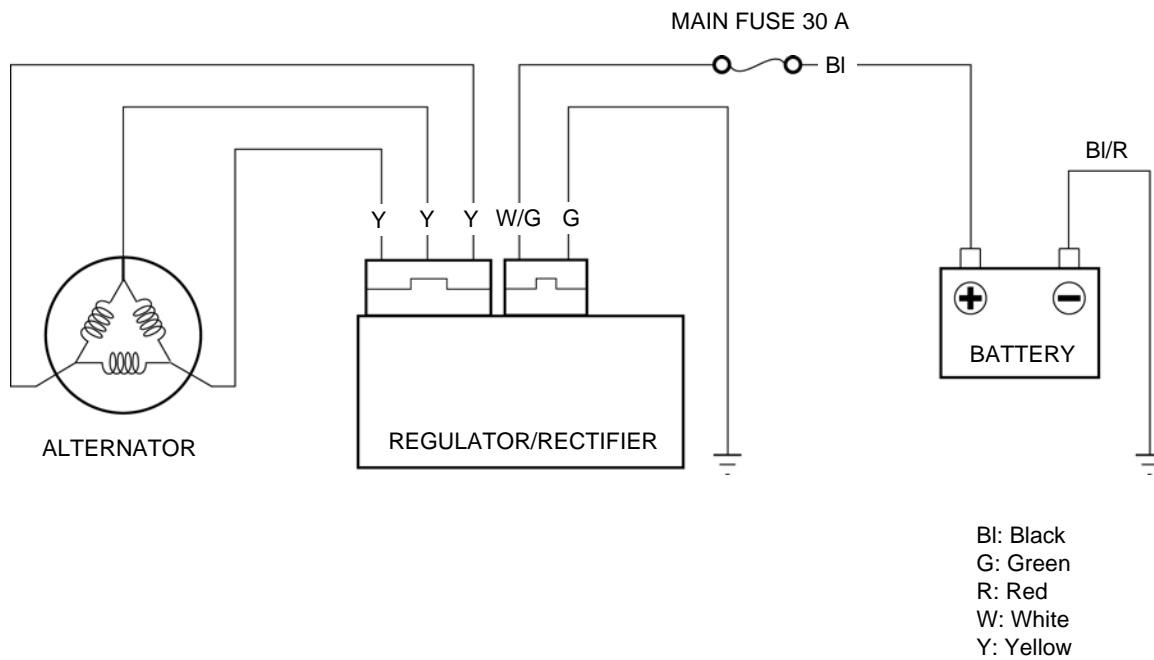 MAIN FUSE 30 A
Bl
Bl/R
Y Y Y W/G G
BATTERY
ALTERNATOR
REGULATOR/RECTIFIER
Bl: Black
G: Green
R: Red
W: White
Y: Yellow